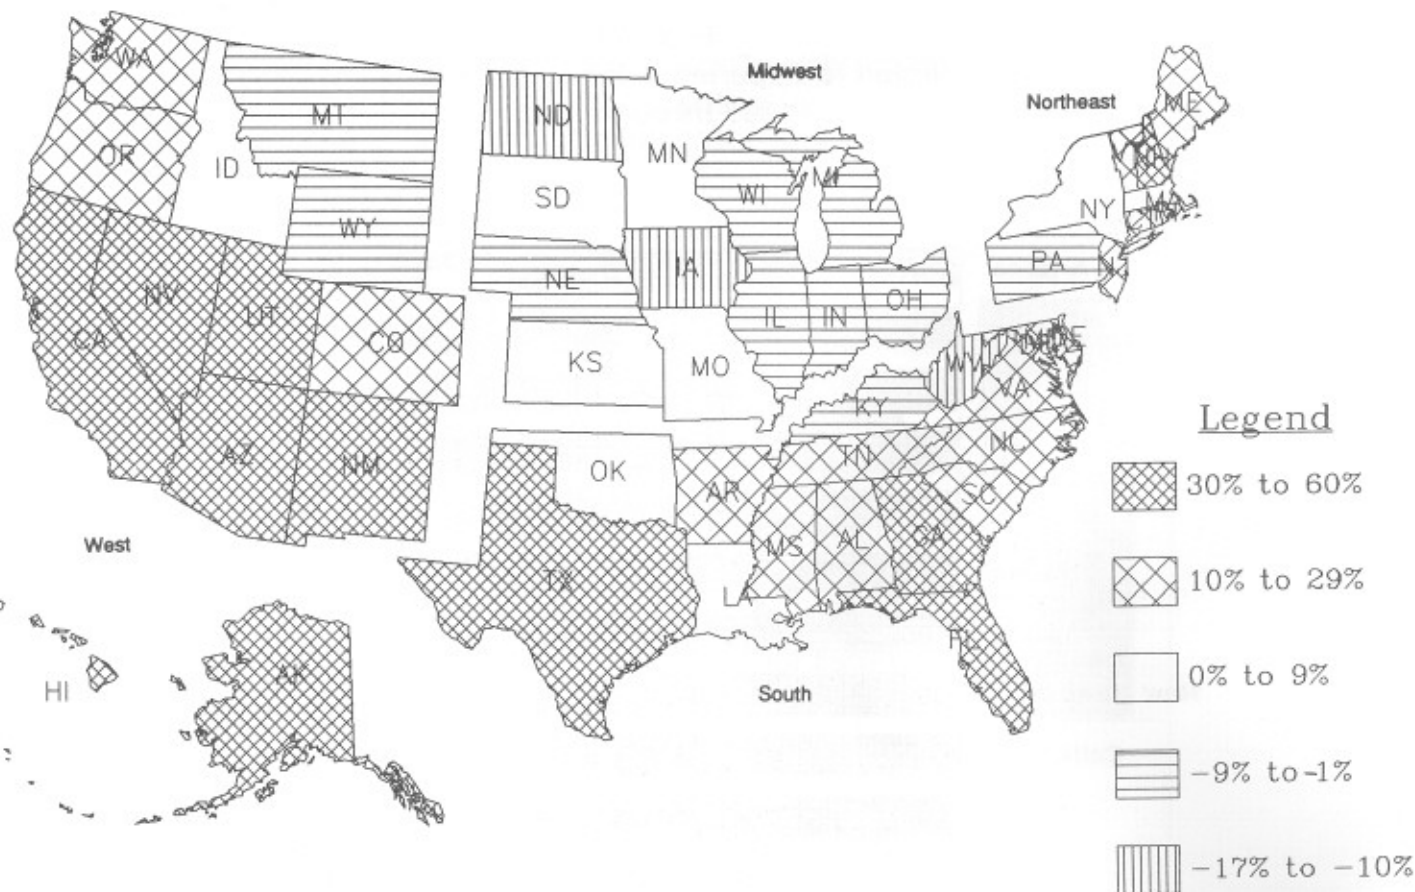 Midwest
Northeast
WA
MT
ND
ME
OR
ID
MN
SD
WI
MI
NY
MA
WY
NE
IA
PA
NV
UT
CO
IL
IN
OH
CA
KS
MO
WV
VA
KY
AZ
NM
OK
AR
TN
NC
SC
MS
AL
GA
TX
LA
FL
West
South
HI
AK
Legend
30% to 60%
10% to 29%
0% to 9%
-9% to -1%
-17% to -10%